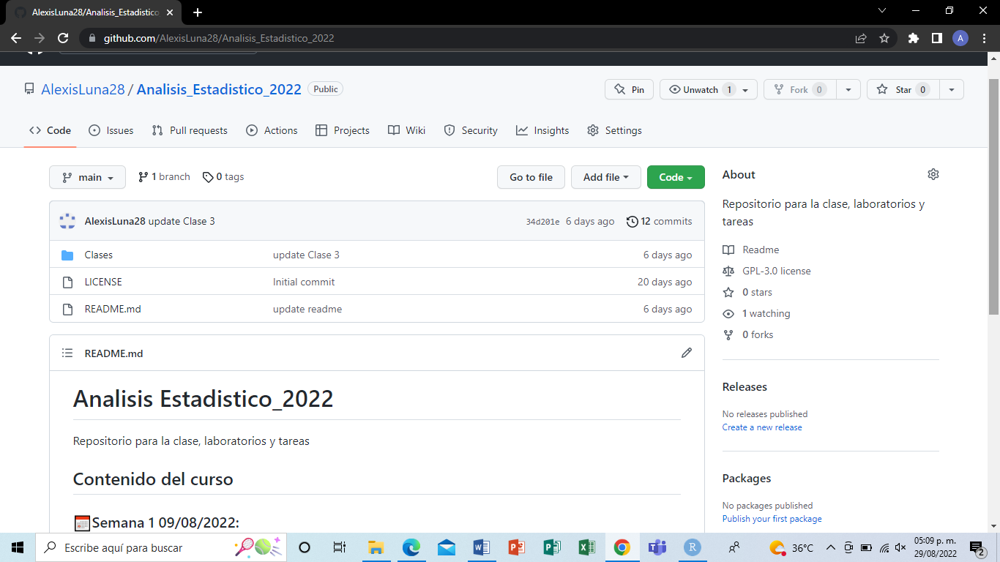 AlexisLuna28/Analisis_Estadistico
github.com/AlexisLuna28/Analisis_Estadistico_2022
A
AlexisLuna28 / Analisis_Estadistico_2022 Public
Pin Unwatch 1 Fork 0 Star 0
Code Issues Pull requests Actions Projects Wiki Security Insights Settings
main 1 branch 0 tags Go to file Add file Code
AlexisLuna28 update Clase 3 34d201e 6 days ago 12 commits
Clases update Clase 3 6 days ago
LICENSE Initial commit 20 days ago
README.md update readme 6 days ago
README.md
Analisis Estadistico_2022
Repositorio para la clase, laboratorios y tareas
Contenido del curso
Semana 1 09/08/2022:
About
Repositorio para la clase, laboratorios y
tareas
Readme
GPL-3.0 license
0 stars
1 watching
0 forks
Releases
No releases published
Create a new release
Packages
No packages published
Publish your first package
Escribe aquí para buscar
R
36°C
05:09 p. m.
29/08/2022
2